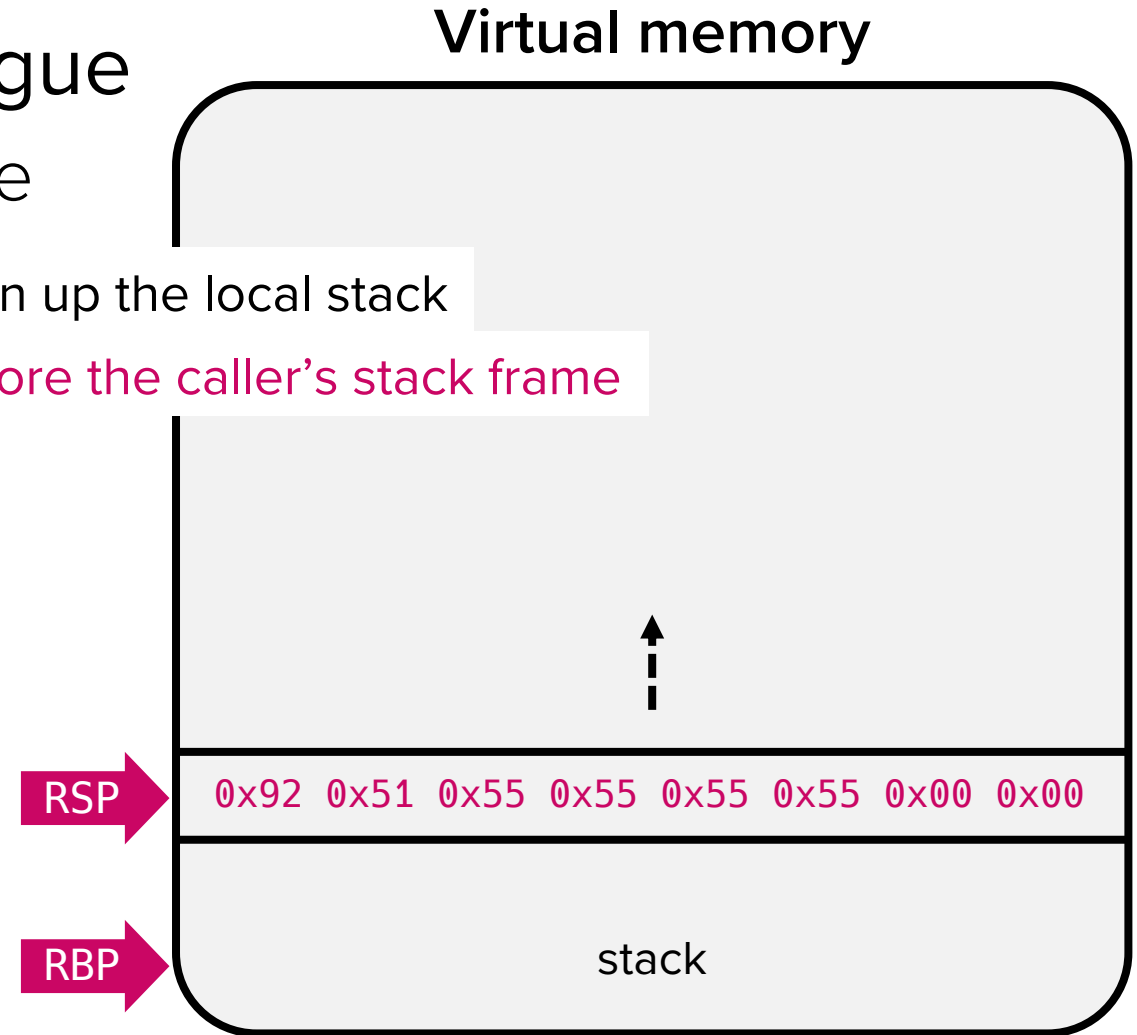 Virtual memory
gue
e
n up the local stack
ore the caller’s stack frame
RSP
0x92 0x51 0x55 0x55 0x55 0x55 0x00 0x00
RBP
stack